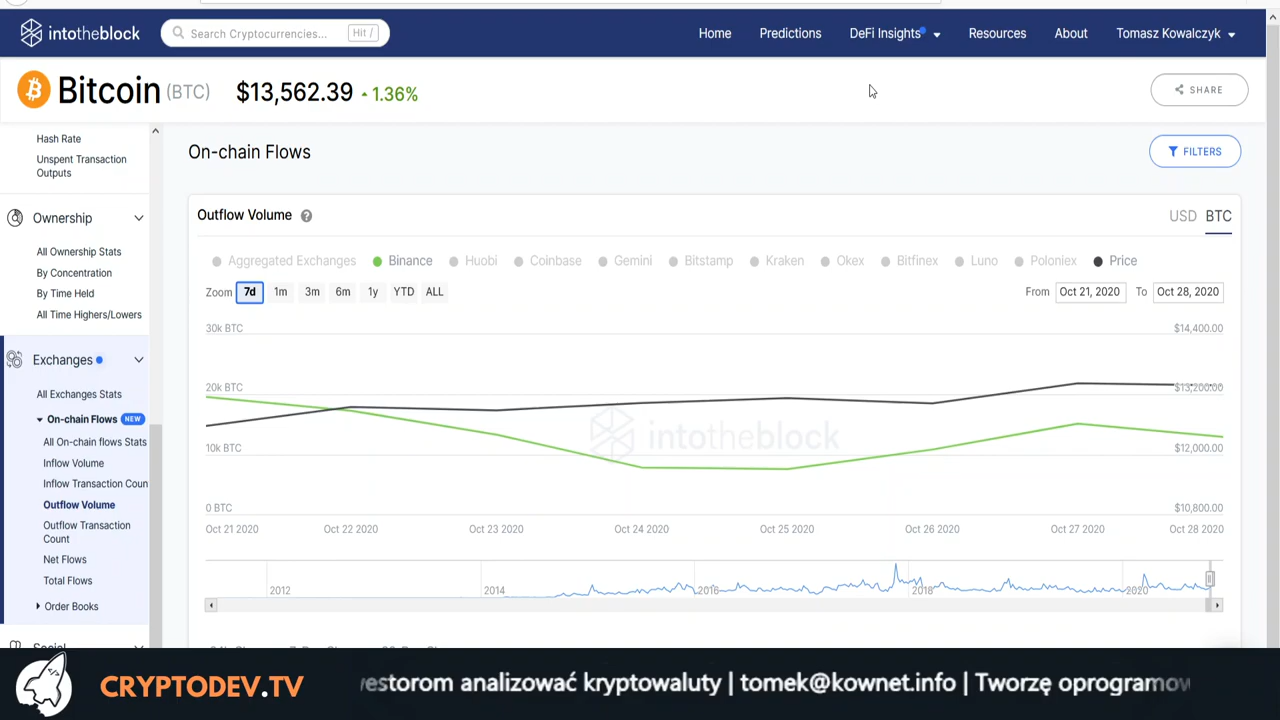 intotheblock
Search Cryptocurrencies...
Hit /
Home
Predictions
DeFi Insights
Resources
About
Tomasz Kowalczyk
Bitcoin (BTC) $13,562.39 1.36%
SHARE
Hash Rate
Unspent Transaction
Outputs
Ownership
All Ownership Stats
By Concentration
By Time Held
All Time Highers/Lowers
Exchanges
All Exchanges Stats
On-chain Flows NEW
All On-chain flows Stats
Inflow Volume
Inflow Transaction Coun
Outflow Volume
Outflow Transaction
Count
Net Flows
Total Flows
Order Books
Social
On-chain Flows
FILTERS
Outflow Volume ?
USD BTC
Aggregated Exchanges Binance Huobi Coinbase Gemini Bitstamp Kraken Okex Bitfinex Luno Poloniex Price
Zoom 7d 1m 3m 6m 1y YTD ALL
From Oct 21, 2020 To Oct 28, 2020
30k BTC $14,400.00
20k BTC $13,200.00
intotheblock
10k BTC $12,000.00
0 BTC $10,800.00
Oct 21 2020 Oct 22 2020 Oct 23 2020 Oct 24 2020 Oct 25 2020 Oct 26 2020 Oct 27 2020 Oct 28 2020
2012 2014 2016 2018 2020
CRYPTODEV.TV
vestorom analizować kryptowaluty | tomek@kownet.info | Tworzę oprogramow